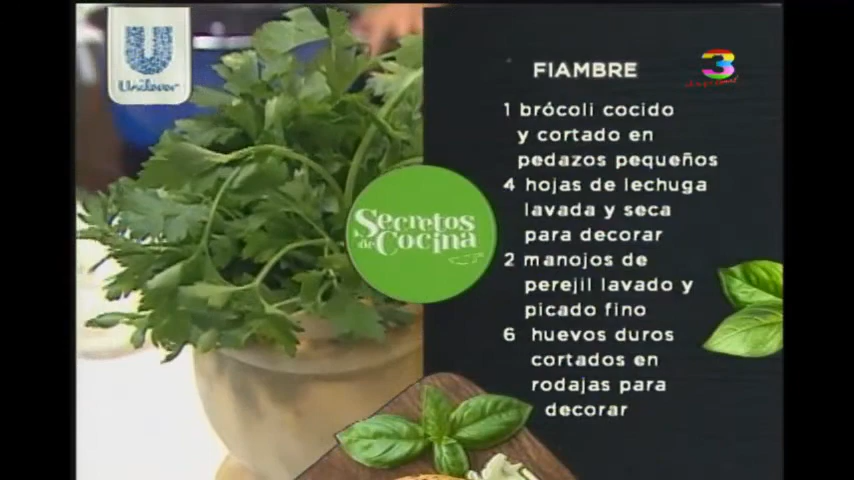 Unilever
FIAMBRE
3
1 brócoli cocido
y cortado en
pedazos pequeños
4 hojas de lechuga
lavada y seca
para decorar
2 manojos de
perejil lavado y
picado fino
6 huevos duros
cortados en
rodajas para
decorar
Secretos
de Cocina